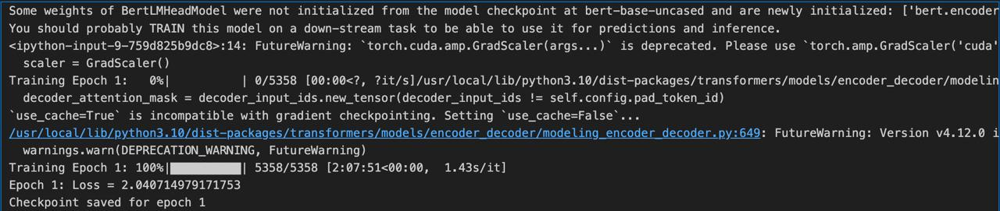 Some weights of BertLMHeadModel were not initialized from the model checkpoint at bert-base-uncased and are newly initialized: ['bert.encoder
You should probably TRAIN this model on a down-stream task to be able to use it for predictions and inference.
<ipython-input-9-759d825b9dc8>:14: FutureWarning: `torch.cuda.amp.GradScaler(args...)` is deprecated. Please use `torch.amp.GradScaler('cuda'
  scaler = GradScaler()
Training Epoch 1:   0%|          | 0/5358 [00:00<?, ?it/s]/usr/local/lib/python3.10/dist-packages/transformers/models/encoder_decoder/modelin
  decoder_attention_mask = decoder_input_ids.new_tensor(decoder_input_ids != self.config.pad_token_id)
`use_cache=True` is incompatible with gradient checkpointing. Setting `use_cache=False`...
/usr/local/lib/python3.10/dist-packages/transformers/models/encoder_decoder/modeling_encoder_decoder.py:649: FutureWarning: Version v4.12.0 i
  warnings.warn(DEPRECATION_WARNING, FutureWarning)
Training Epoch 1: 100%|██████████| 5358/5358 [2:07:51<00:00,  1.43s/it]
Epoch 1: Loss = 2.040714979171753
Checkpoint saved for epoch 1